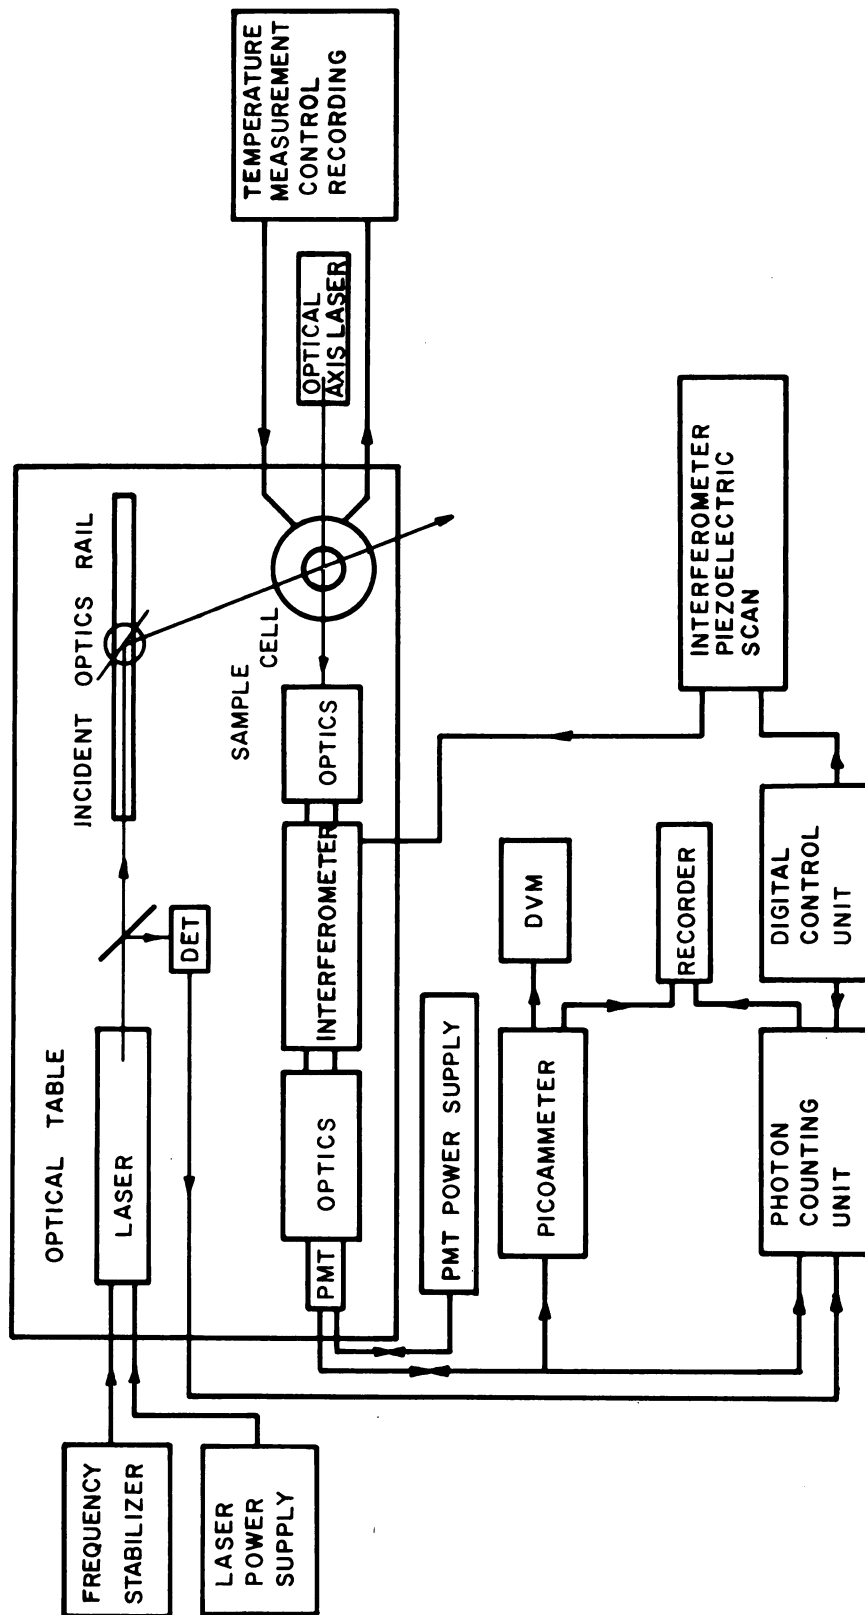 FREQUENCY
STABILIZER
LASER
POWER
SUPPLY
OPTICAL TABLE
LASER
DET
INCIDENT OPTICS RAIL
PMT
OPTICS
INTERFEROMETER
OPTICS
SAMPLE
CELL
OPTICAL
AXIS LASER
TEMPERATURE
MEASUREMENT
CONTROL
RECORDING
PMT POWER SUPPLY
PICOAMMETER
DVM
RECORDER
PHOTON
COUNTING
UNIT
DIGITAL
CONTROL
UNIT
INTERFEROMETER
PIEZOELECTRIC
SCAN